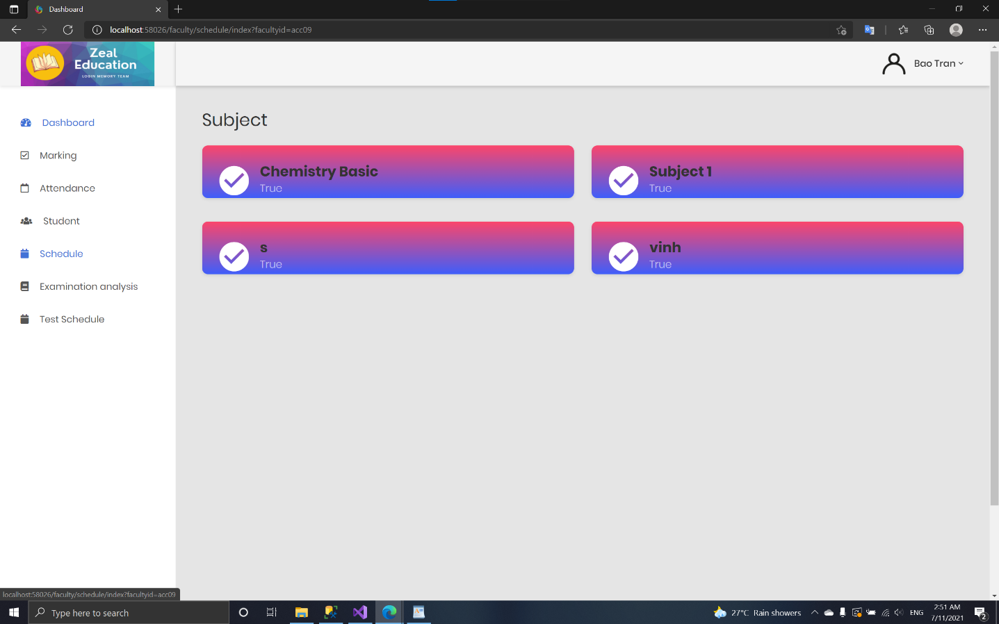 Dashboard
localhost:58026/faculty/schedule/index?facultyid=acc09
Zeal
Education
LOGIN MEMORY TEAM
Bao Tran
Dashboard
Marking
Attendance
Student
Schedule
Examination analysis
Test Schedule
Subject
Chemistry Basic
True
Subject 1
True
s
True
vinh
True
localhost:58026/faculty/schedule/index?facultyid=acc09
Type here to search
27°C Rain showers
ENG
2:51 AM
7/11/2021
2